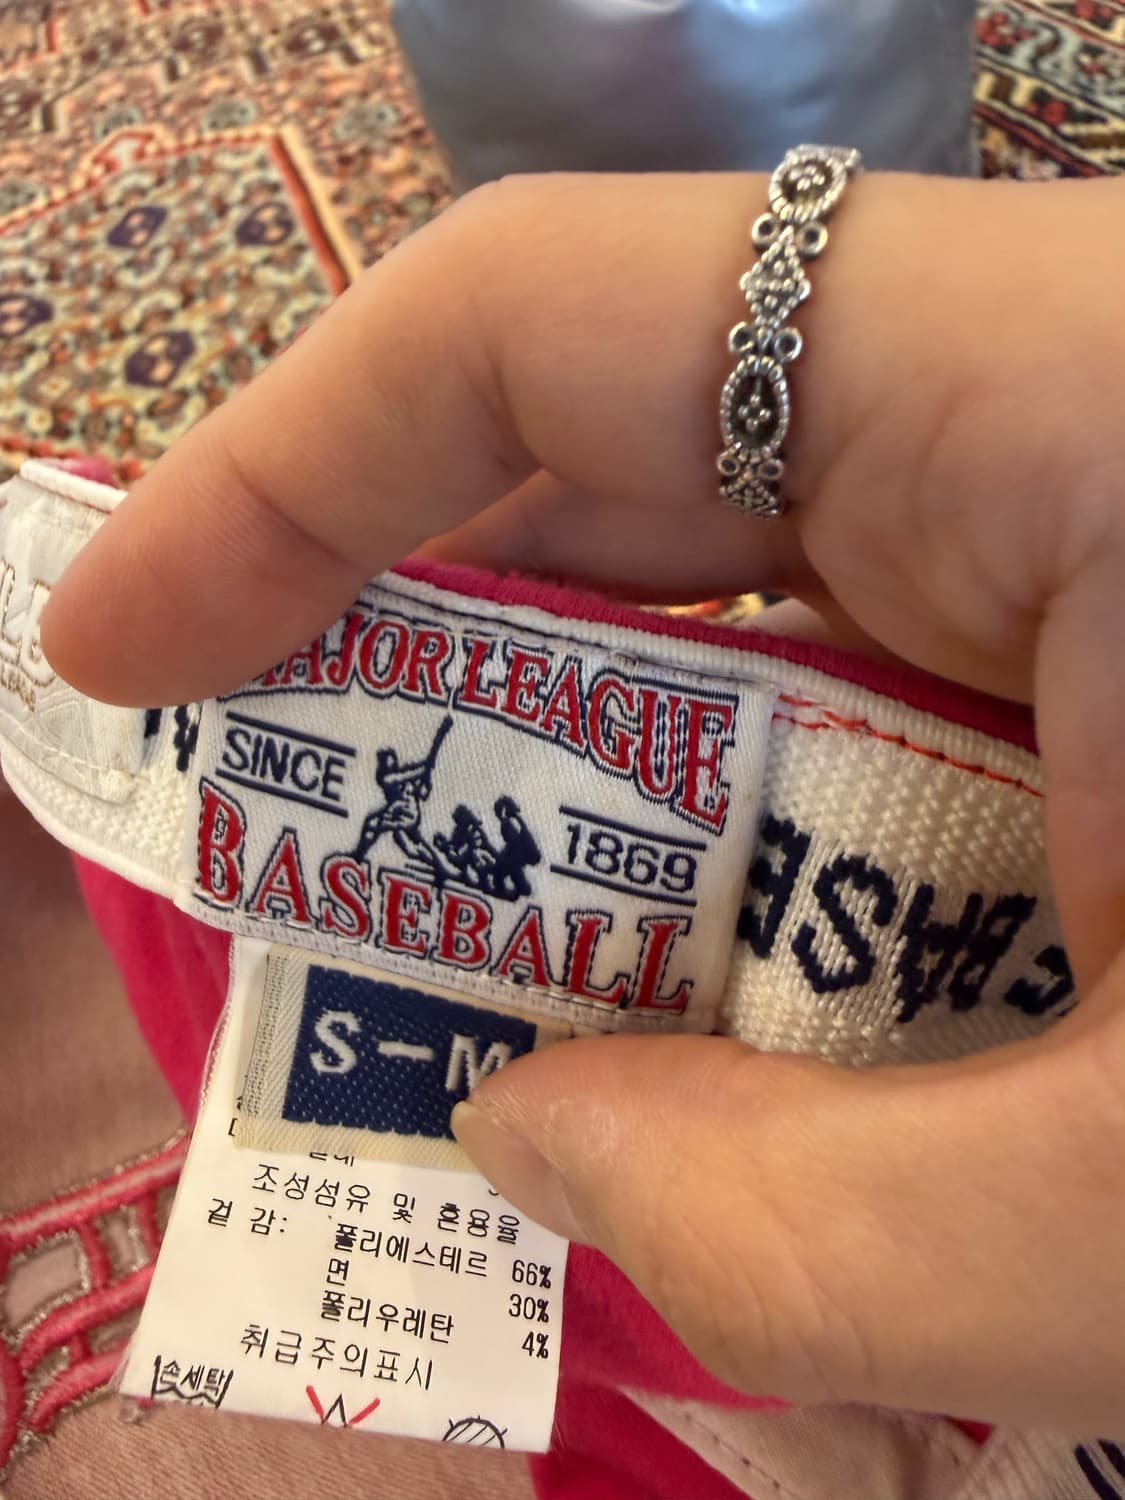 MAJOR LEAGUE
SINCE
1869
BASEBALL
S-M
조성섬유 및 혼용율
겉 감:
폴리에스테르 66%
면 30%
폴리우레탄 4%
취급주의표시
손세탁